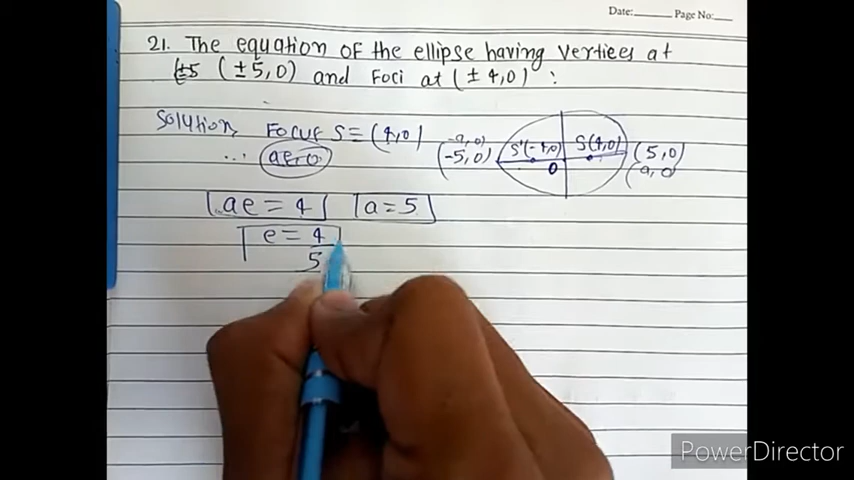 Date:______ Page No:___
21. The equation of the ellipse having vertices at
(±5 (±5,0) and Foci at (±4,0) :
Solution, Focus S = (4,0)
... (ae,0)
(-a,0)
(-5,0)
S'(-4,0)
S(4,0)
(5,0)
(a,0
0
ae = 4 a = 5
e = 4
5
PowerDirector